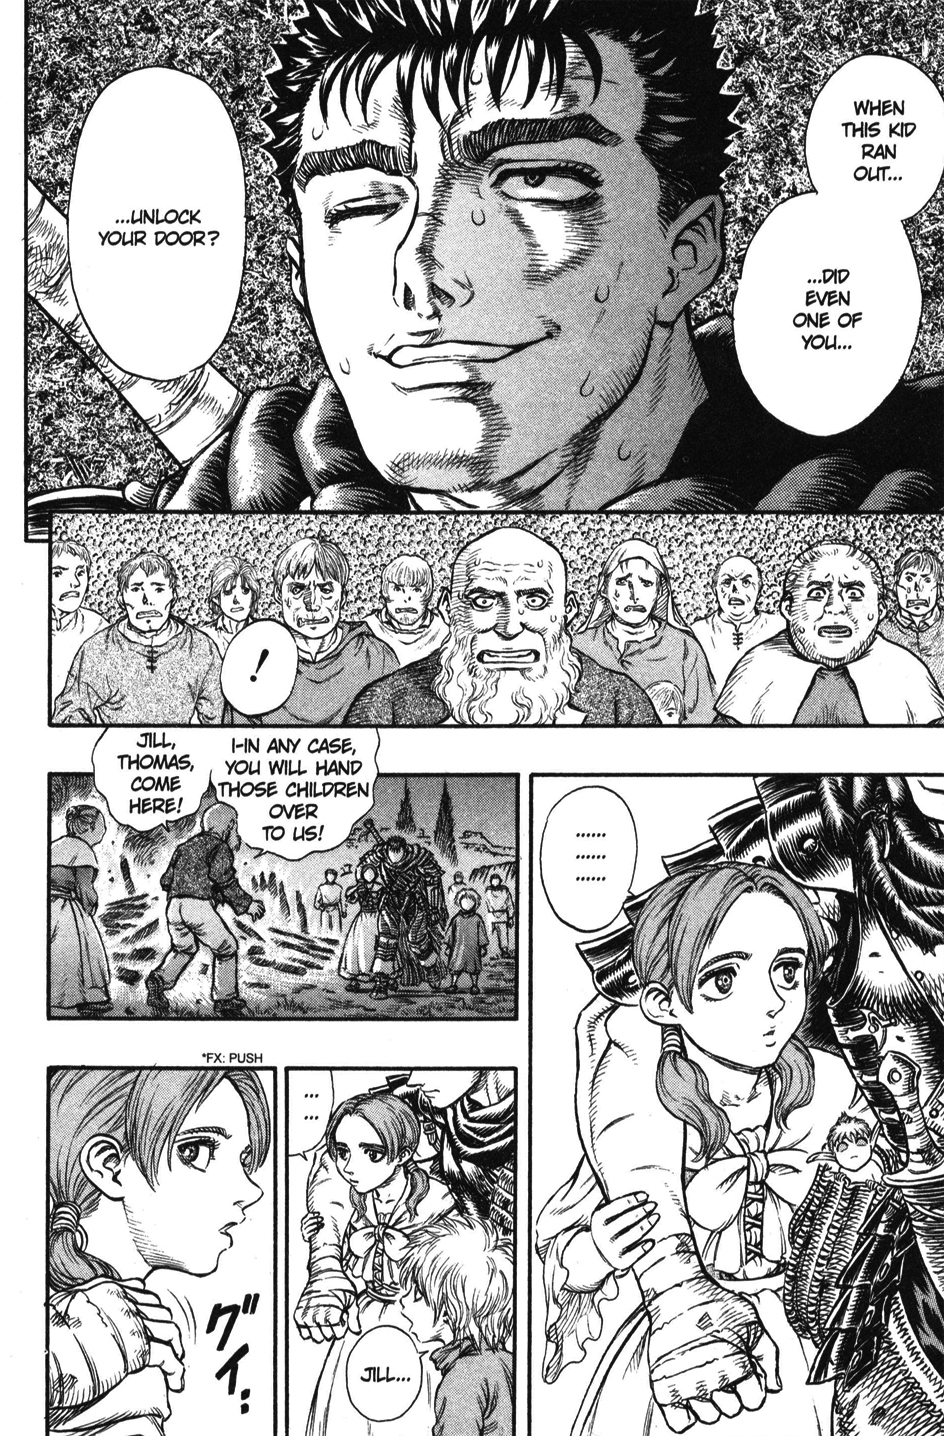 WHEN
THIS KID
RAN
OUT...
...DID
EVEN
ONE OF
YOU...
...UNLOCK
YOUR DOOR?
!
......
......
......
I-IN ANY CASE,
YOU WILL HAND
THOSE CHILDREN
OVER
TO US!
JILL,
THOMAS,
COME
HERE!
...
...
JILL...
*FX: PUSH
グイ